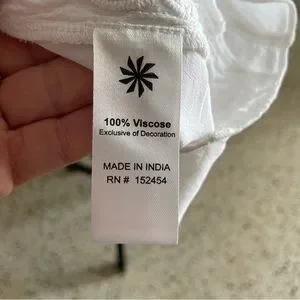 100% Viscose
Exclusive of Decoration
MADE IN INDIA
RN # 152454